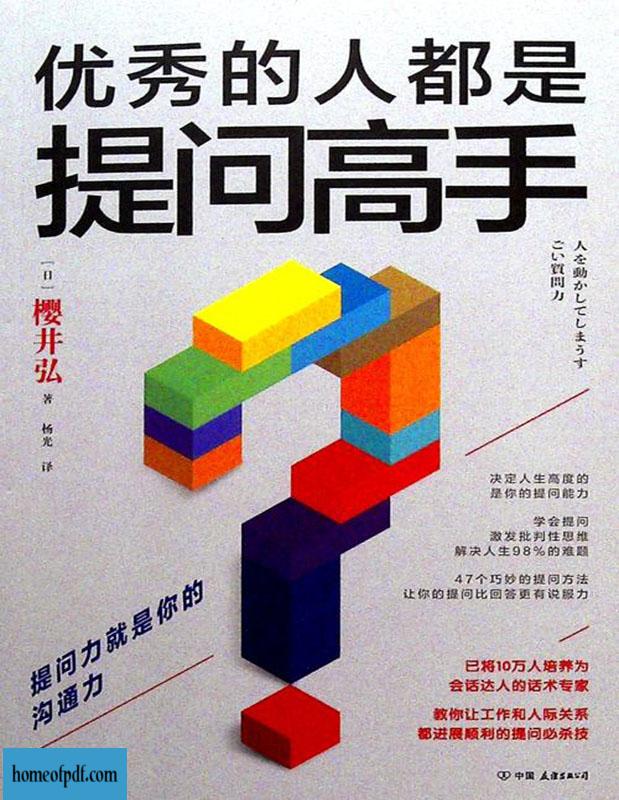 优秀的人都是
提问高手
人を動かしてしまうす
ごい質問力
[日]
樱井弘
著
杨光 译
决定人生高度的
是你的提问能力
学会提问
激发批判性思维
解决人生98%的难题
47个巧妙的提问方法
让你的提问比回答更有说服力
提问力就是你的
沟通力
已将10万人培养为
会话达人的话术专家
教你让工作和人际关系
都进展顺利的提问必杀技
中国友谊出版公司
homeofpdf.com